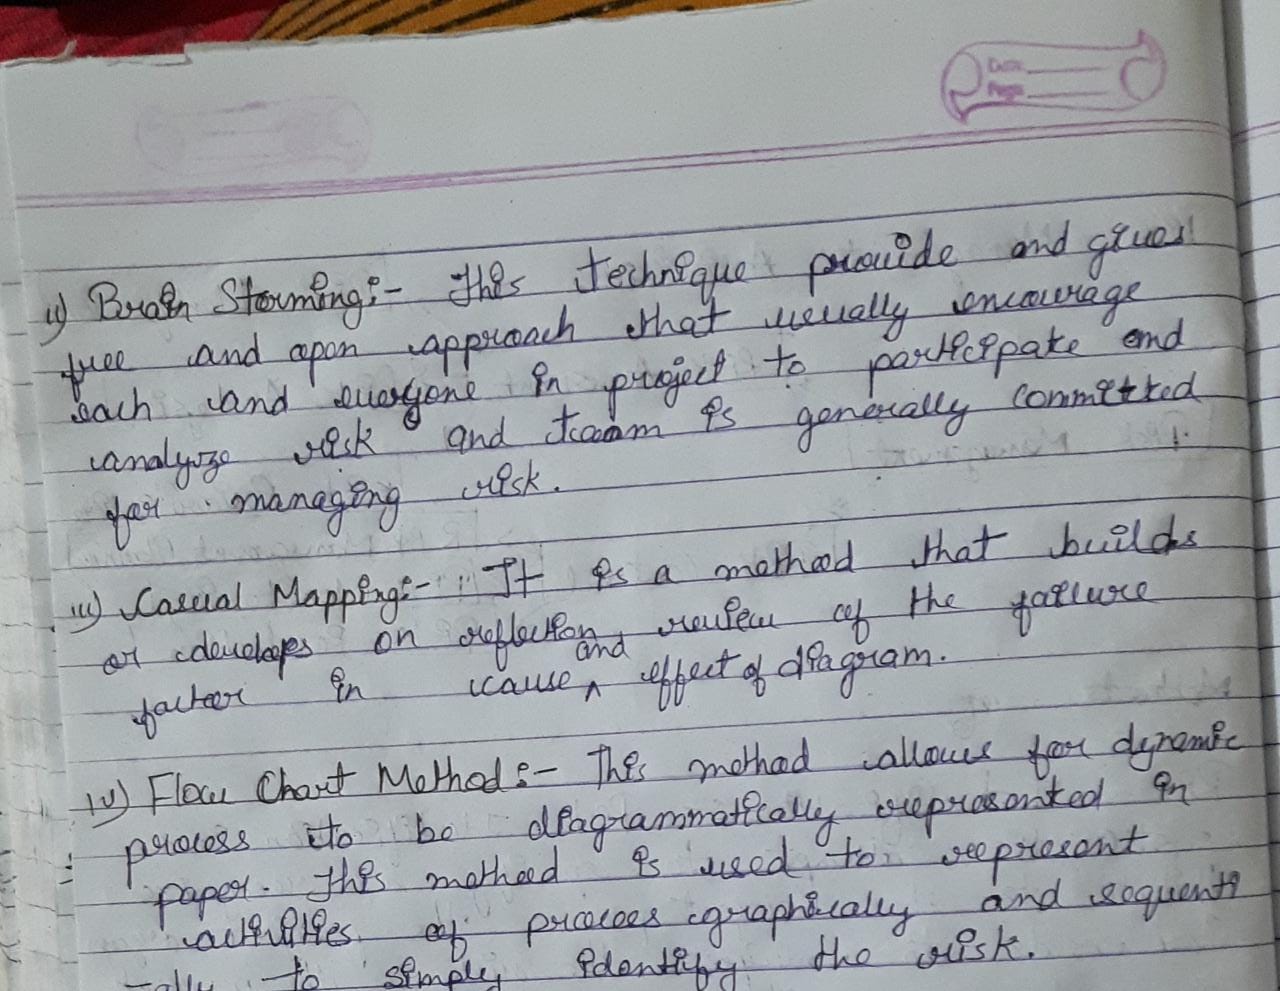 Date
Page
ii) Brain Storming:- This technique provide and gives
free and open approach that usually encourage
each and everyone in project to participate and
analyze risk and team is generally committed
for managing risk.
iii) Casual Mapping:- It is a method that builds
or develops on reflection, review of the failure
factor in cause and effect of diagram.
iv) Flow Chart Method:- This method allows for dynamic
process to be diagrammatically represented in
paper. This method is used to represent
activities of process graphically and sequenti
-ally to simply identify the risk.